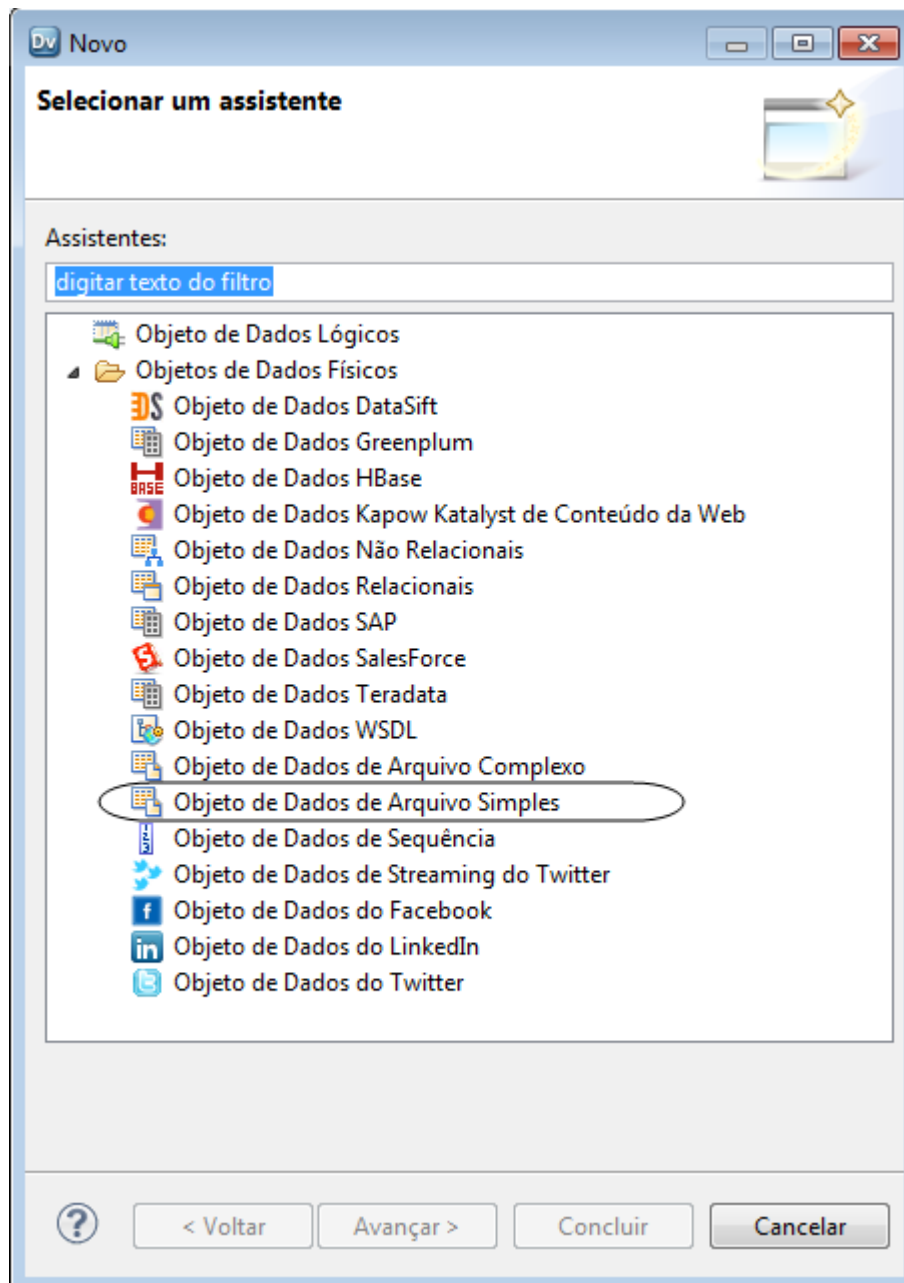 Dv Novo
Selecionar um assistente
Assistentes:
digitar texto do filtro
Objeto de Dados Lógicos
Objetos de Dados Físicos
DS Objeto de Dados DataSift
Objeto de Dados Greenplum
H BASE Objeto de Dados HBase
Objeto de Dados Kapow Katalyst de Conteúdo da Web
Objeto de Dados Não Relacionais
Objeto de Dados Relacionais
Objeto de Dados SAP
Objeto de Dados SalesForce
Objeto de Dados Teradata
Objeto de Dados WSDL
Objeto de Dados de Arquivo Complexo
Objeto de Dados de Arquivo Simples
123 Objeto de Dados de Sequência
Objeto de Dados de Streaming do Twitter
f Objeto de Dados do Facebook
in Objeto de Dados do LinkedIn
t Objeto de Dados do Twitter
? < Voltar Avançar > Concluir Cancelar